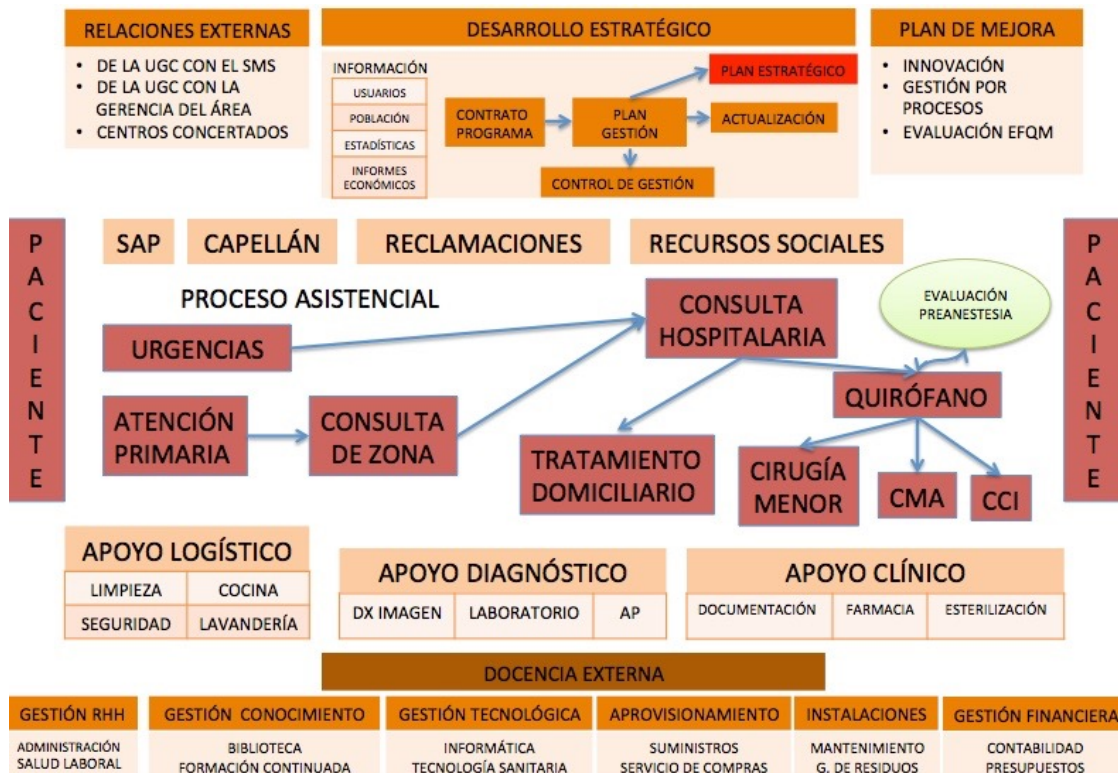 RELACIONES EXTERNAS
• DE LA UGC CON EL SMS
• DE LA UGC CON LA
GERENCIA DEL ÁREA
• CENTROS CONCERTADOS
DESARROLLO ESTRATÉGICO
INFORMACIÓN
USUARIOS
POBLACIÓN
ESTADÍSTICAS
INFORMES
ECONÓMICOS
CONTRATO
PROGRAMA
PLAN
GESTIÓN
PLAN ESTRATÉGICO
ACTUALIZACIÓN
CONTROL DE GESTIÓN
PLAN DE MEJORA
• INNOVACIÓN
• GESTIÓN POR
PROCESOS
• EVALUACIÓN EFQM
PACIENTE
SAP
CAPELLÁN
RECLAMACIONES
RECURSOS SOCIALES
PROCESO ASISTENCIAL
URGENCIAS
ATENCIÓN
PRIMARIA
CONSULTA
DE ZONA
CONSULTA
HOSPITALARIA
EVALUACIÓN
PREANESTESIA
QUIRÓFANO
TRATAMIENTO
DOMICILIARIO
CIRUGÍA
MENOR
CMA
CCI
PACIENTE
APOYO LOGÍSTICO
LIMPIEZA
COCINA
SEGURIDAD
LAVANDERÍA
APOYO DIAGNÓSTICO
DX IMAGEN
LABORATORIO
AP
APOYO CLÍNICO
DOCUMENTACIÓN
FARMACIA
ESTERILIZACIÓN
DOCENCIA EXTERNA
GESTIÓN RHH
ADMINISTRACIÓN
SALUD LABORAL
GESTIÓN CONOCIMIENTO
BIBLIOTECA
FORMACIÓN CONTINUADA
GESTIÓN TECNOLÓGICA
INFORMÁTICA
TECNOLOGÍA SANITARIA
APROVISIONAMIENTO
SUMINISTROS
SERVICIO DE COMPRAS
INSTALACIONES
MANTENIMIENTO
G. DE RESIDUOS
GESTIÓN FINANCIERA
CONTABILIDAD
PRESUPUESTOS